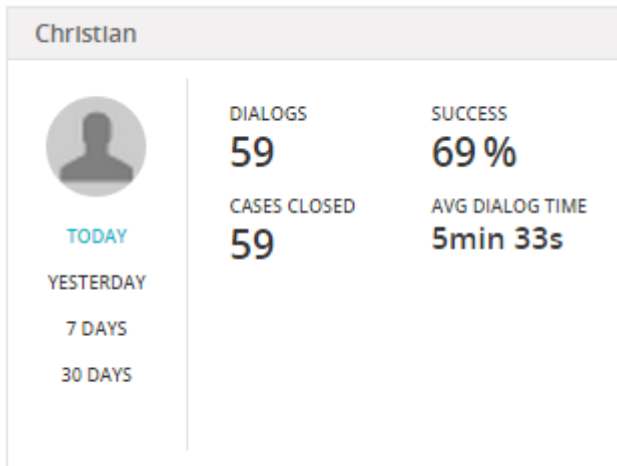 Christian
DIALOGS
59
SUCCESS
69 %
CASES CLOSED
59
AVG DIALOG TIME
5min 33s
TODAY
YESTERDAY
7 DAYS
30 DAYS